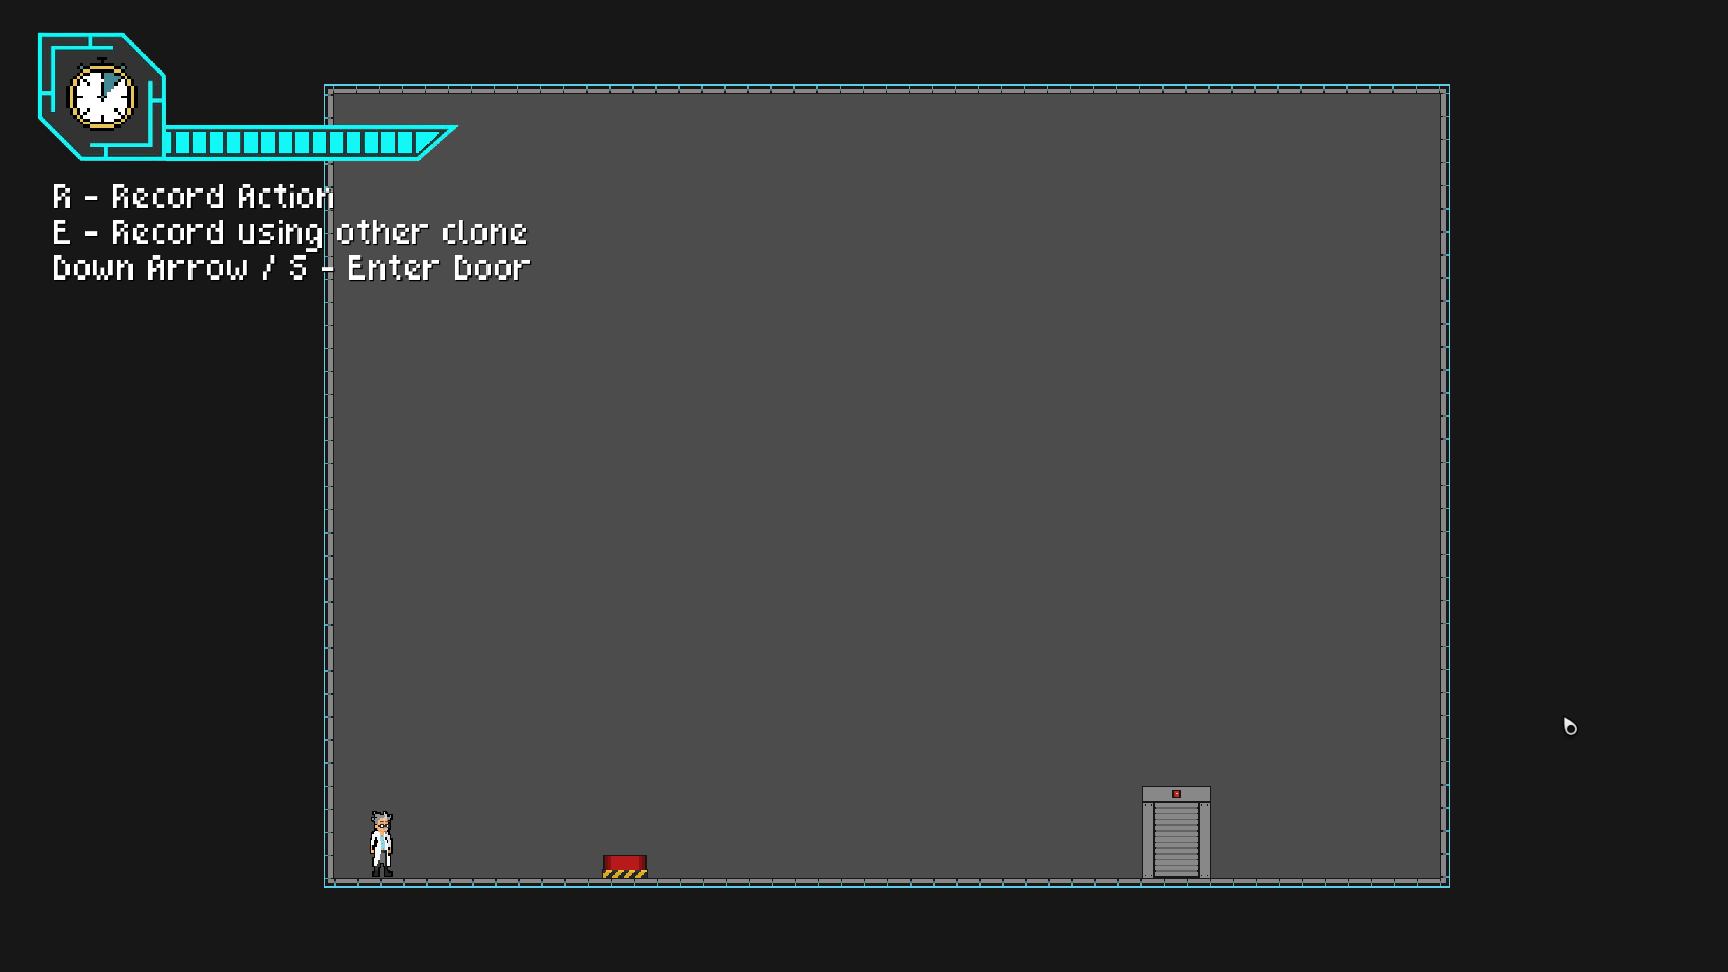 R - Record Action
E - Record using other clone
Down Arrow / S - Enter Door